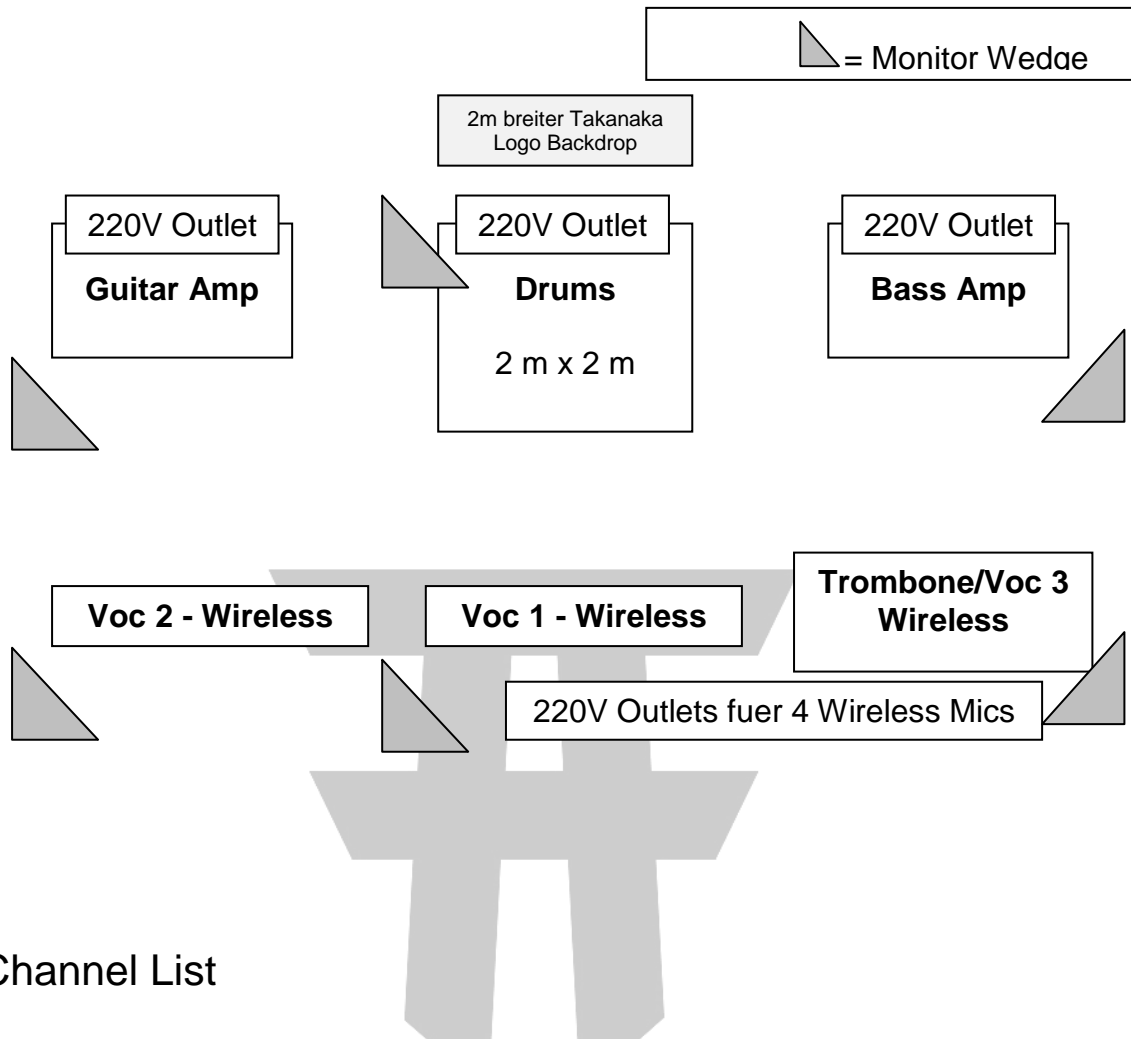 = Monitor Wedge
2m breiter Takanaka
Logo Backdrop
220V Outlet
Guitar Amp
220V Outlet
Drums
2 m x 2 m
220V Outlet
Bass Amp
Voc 2 - Wireless
Voc 1 - Wireless
Trombone/Voc 3
Wireless
220V Outlets fuer 4 Wireless Mics
Channel List